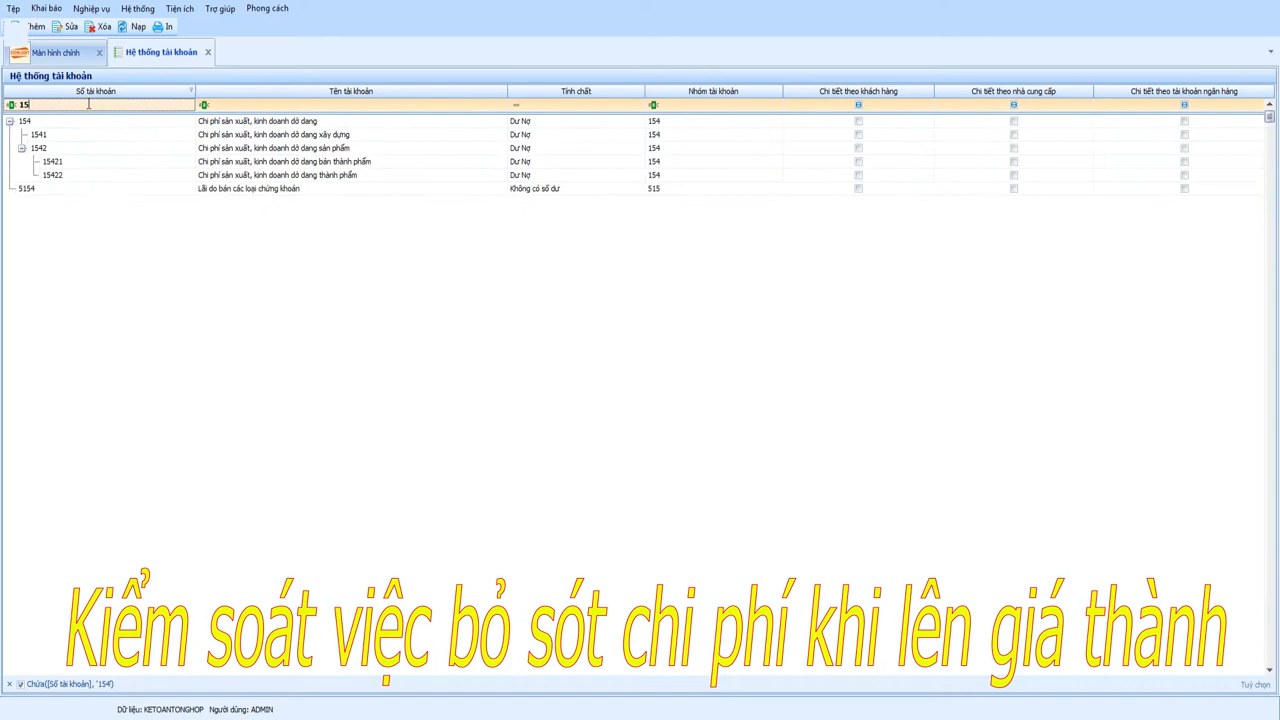 Tệp Khai báo Nghiệp vụ Hệ thống Tiện ích Trợ giúp Phong cách
Thêm Sửa Xóa Nạp In
Màn hình chính Hệ thống tài khoản
Hệ thống tài khoản
Số tài khoản Tên tài khoản Tính chất Nhóm tài khoản Chi tiết theo khách hàng Chi tiết theo nhà cung cấp Chi tiết theo tài khoản ngân hàng
15
154 Chi phí sản xuất, kinh doanh dở dang Dư Nợ 154
1541 Chi phí sản xuất, kinh doanh dở dang xây dựng Dư Nợ 154
1542 Chi phí sản xuất, kinh doanh dở dang sản phẩm Dư Nợ 154
15421 Chi phí sản xuất, kinh doanh dở dang bán thành phẩm Dư Nợ 154
15422 Chi phí sản xuất, kinh doanh dở dang thành phẩm Dư Nợ 154
5154 Lãi do bán các loại chứng khoán Không có số dư 515
Kiểm soát việc bỏ sót chi phí khi lên giá thành
Chứa([Số tài khoản], '154') Tuỳ chọn
Dữ liệu: KETOANTONGHOP Người dùng: ADMIN